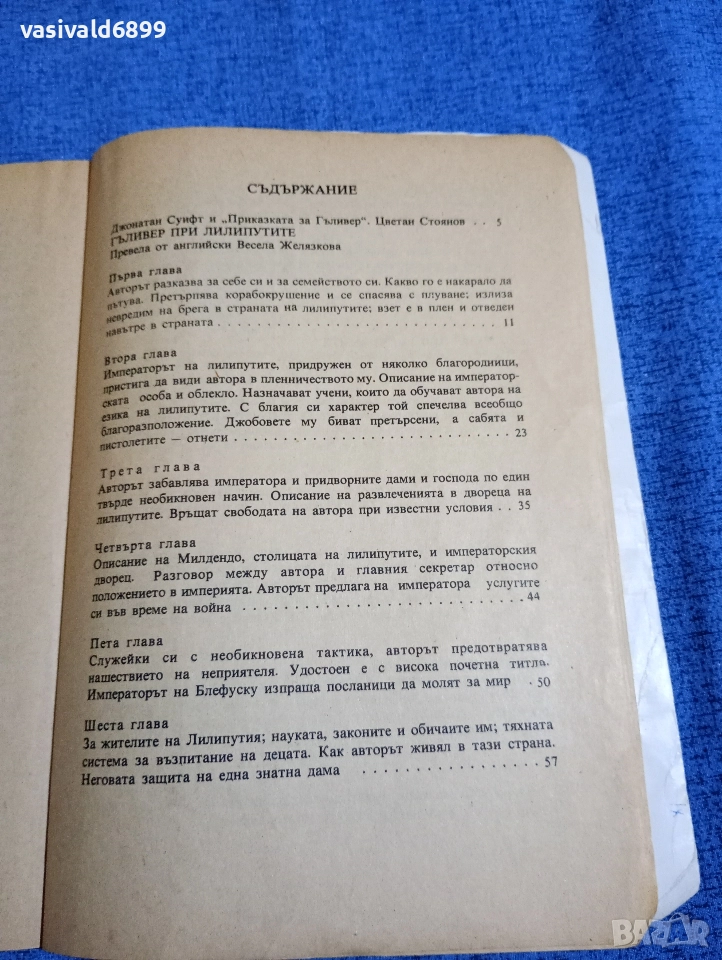 vasivald6899
СЪДЪРЖАНИЕ
Джонатан Суифт и „Приказката за Гъливер“. Цветан Стоянов . . 5
ГЪЛИВЕР ПРИ ЛИЛИПУТИТЕ
Превела от английски Весела Желязкова
Първа глава
Авторът разказва за себе си и за семейството си. Какво го е накарало да
пътува. Претърпява корабокрушение и се спасява с плуване; излиза
невредим на брега в страната на лилипутите; взет е в плен и отведен
навътре в страната . . . . . . . . . . . . . . . . . . . . . . . 11
Втора глава
Императорът на лилипутите, придружен от няколко благородници,
пристига да види автора в пленничеството му. Описание на император-
ската особа и облекло. Назначават учени, които да обучават автора на
езика на лилипутите. С благия си характер той спечелва всеобщо
благоразположение. Джобовете му биват претърсени, а сабята и
пистолетите — отнети . . . . . . . . . . . . . . . . . . . . . . 23
Трета глава
Авторът забавлява императора и придворните дами и господа по един
твърде необикновен начин. Описание на развлеченията в двореца на
лилипутите. Връщат свободата на автора при известни условия . 35
Четвърта глава
Описание на Милдендо, столицата на лилипутите, и императорския
дворец. Разговор между автора и главния секретар относно
положението в империята. Авторът предлага на императора услугите
си във време на война . . . . . . . . . . . . . . . . . . . . . . 44
Пета глава
Служейки си с необикновена тактика, авторът предотвратява
нашествието на неприятеля. Удостоен е с висока почетна титла.
Императорът на Блефуску изпраща посланици да молят за мир . 50
Шеста глава
За жителите на Лилипутия; науката, законите и обичаите им; тяхната
система за възпитание на децата. Как авторът живял в тази страна.
Неговата защита на една знатна дама . . . . . . . . . . . . . . . 57
BAZAR